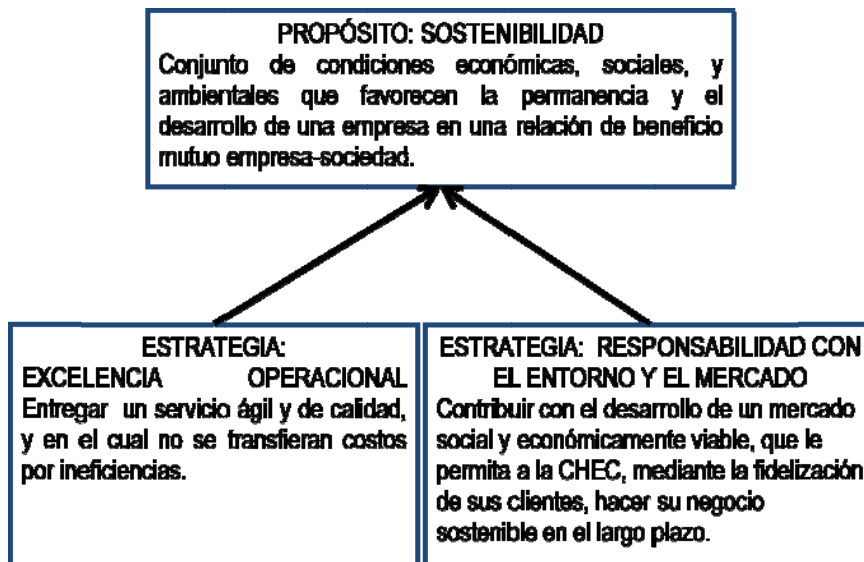 PROPÓSITO: SOSTENIBILIDAD
Conjunto de condiciones económicas, sociales, y
ambientales que favorecen la permanencia y el
desarrollo de una empresa en una relación de beneficio
mutuo empresa-sociedad.
ESTRATEGIA:
EXCELENCIA OPERACIONAL
Entregar un servicio ágil y de calidad,
y en el cual no se transfieran costos
por ineficiencias.
ESTRATEGIA: RESPONSABILIDAD CON
EL ENTORNO Y EL MERCADO
Contribuir con el desarrollo de un mercado
social y económicamente viable, que le
permita a la CHEC, mediante la fidelización
de sus clientes, hacer su negocio
sostenible en el largo plazo.